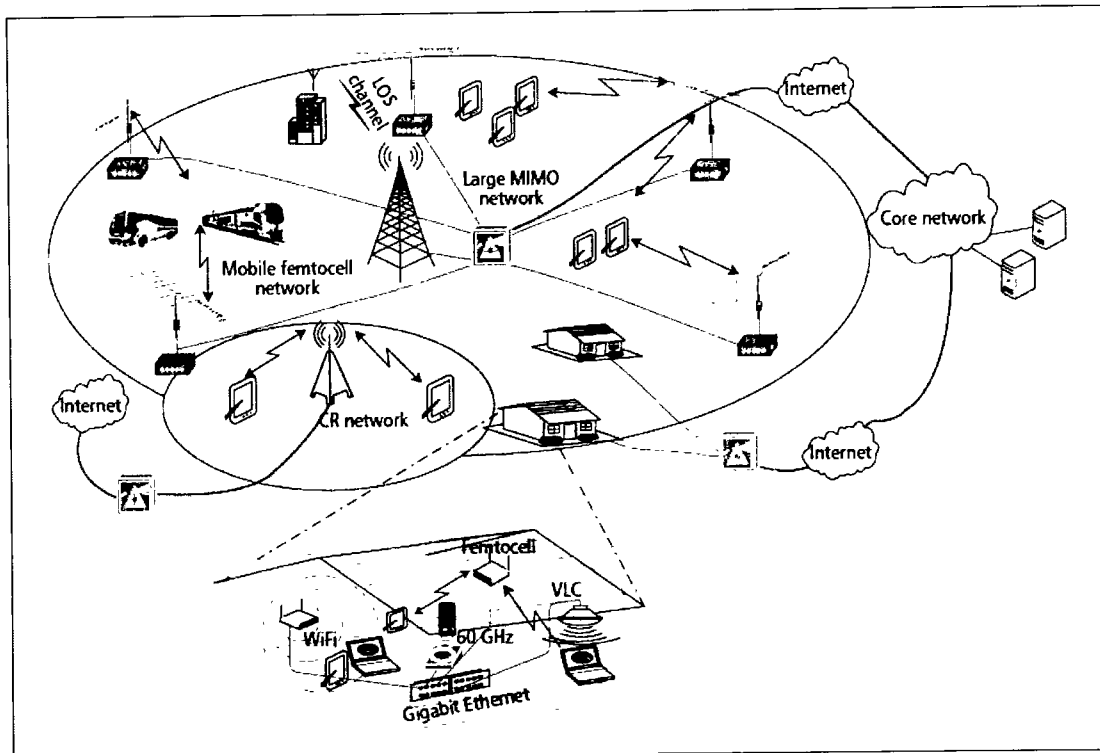 LOS
channel
Internet
Large MIMO
network
Core network
Mobile femtocell
network
Internet
CR network
Internet
Femtocell
VLC
WiFi
60 GHz
Gigabit Ethernet